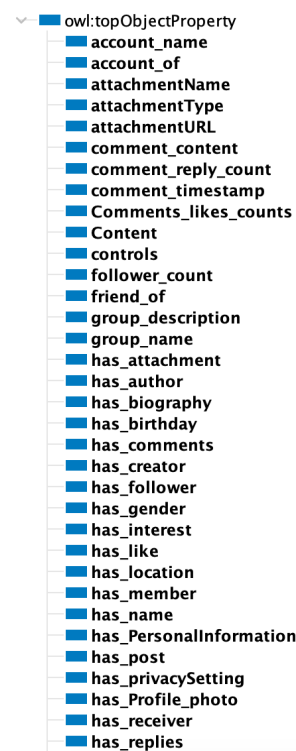 owl:topObjectProperty
account_name
account_of
attachmentName
attachmentType
attachmentURL
comment_content
comment_reply_count
comment_timestamp
Comments_likes_counts
Content
controls
follower_count
friend_of
group_description
group_name
has_attachment
has_author
has_biography
has_birthday
has_comments
has_creator
has_follower
has_gender
has_interest
has_like
has_location
has_member
has_name
has_PersonalInformation
has_post
has_privacySetting
has_Profile_photo
has_receiver
has_replies